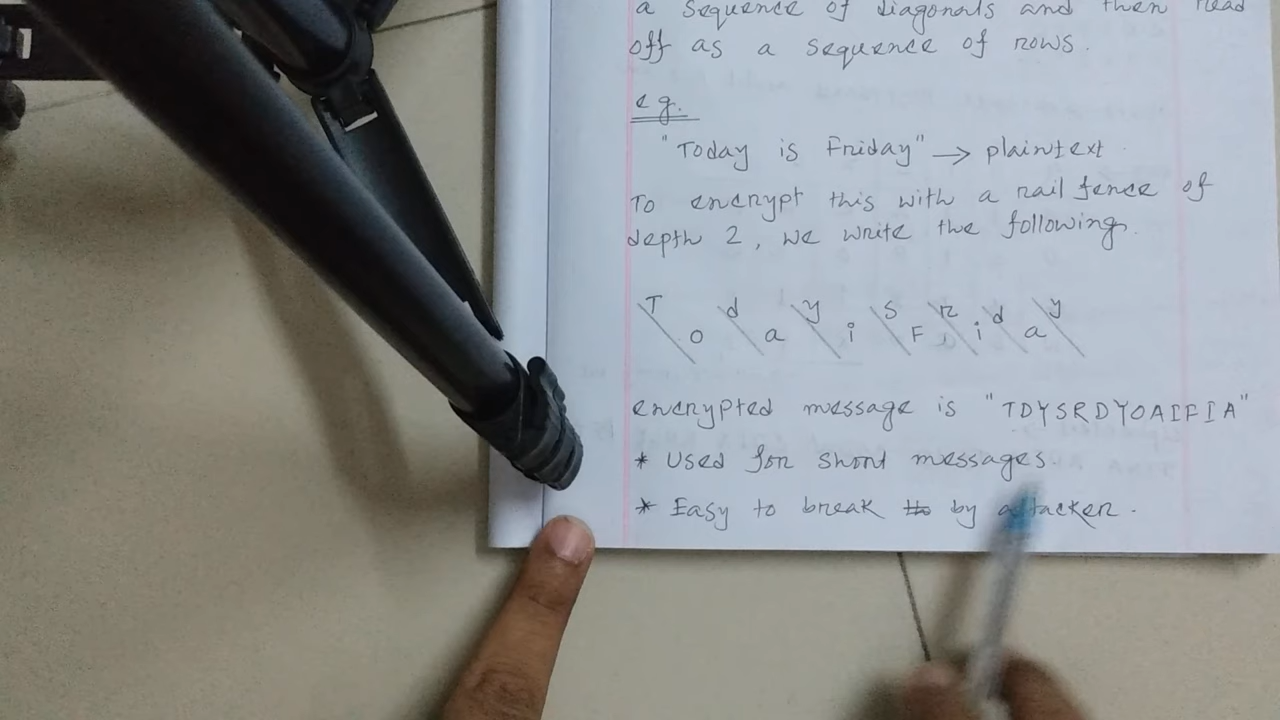 a sequence of diagonals and then read
off as a sequence of rows.
e.g.
"Today is Friday" → plaintext
To encrypt this with a rail fence of
depth 2, we write the following.
T d y s r d y
o a i F i a
encrypted message is "TDYSRDYOAIFIA"
* Used for short messages
* Easy to break by attacker.